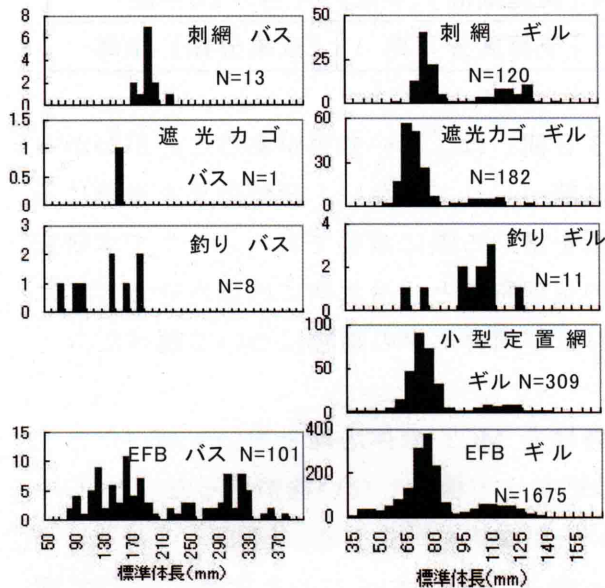 8
6
4
2
0
刺網 バス
N=13
50
25
0
刺網 ギル
N=120
1.5
1
0.5
0
遮光カゴ
バス N=1
60
30
0
遮光カゴ ギル
N=182
3
2
1
0
釣り バス
N=8
4
2
0
釣り ギル
N=11
100
50
0
小型定置網
ギル N=309
15
10
5
0
EFB バス N=101
50
90
130
170
210
250
290
330
370
標準体長(mm)
400
200
0
EFB ギル
N=1675
35
50
65
80
95
110
125
140
155
標準体長(mm)